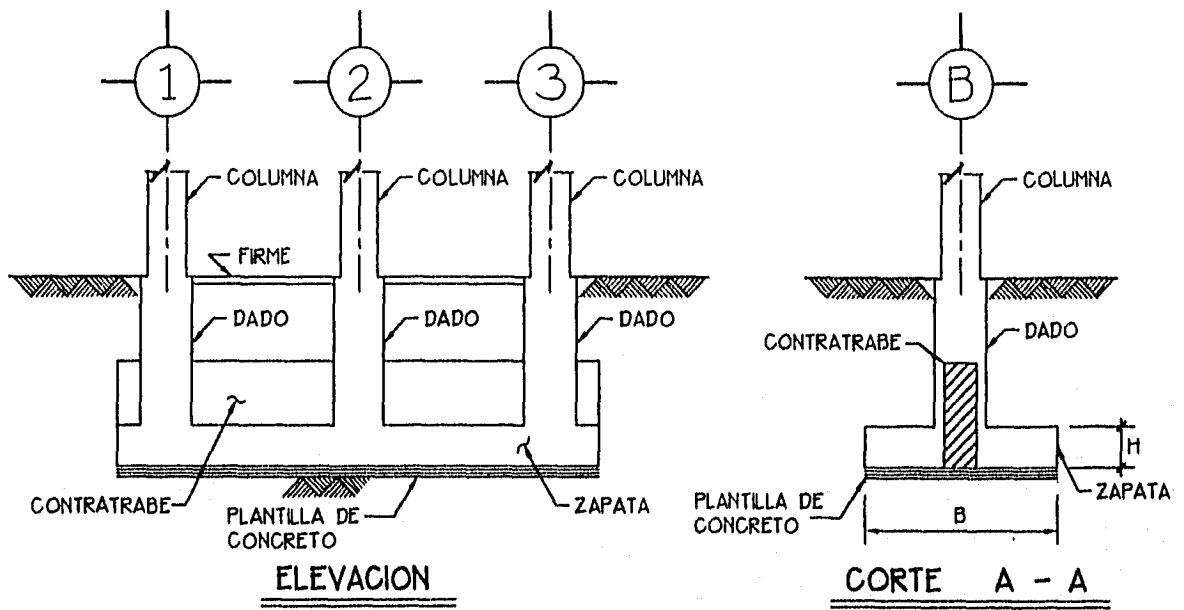 1 2 3 B
COLUMNA COLUMNA COLUMNA COLUMNA
FIRME
DADO DADO DADO DADO
CONTRATRABE
H
CONTRATRABE
PLANTILLA DE
CONCRETO
ZAPATA
PLANTILLA DE
CONCRETO
B
ZAPATA
ELEVACION
CORTE A - A